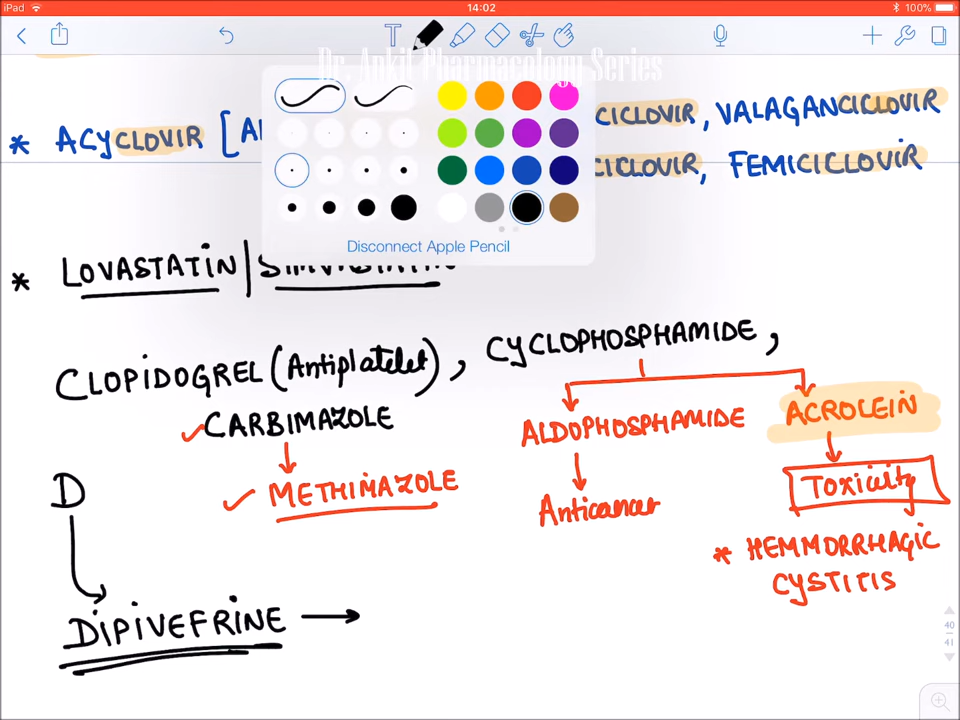 iPad 14:02 100%
T
Dr. Ankit Pharmacology Series
* ACYCLOVIR [A CICLOVIR, VALAGANCICLOVIR
CICLOVIR, FEMICICLOVIR
Disconnect Apple Pencil
* LOVASTATIN/SIMVASTATIN
CLOPIDOGREL (Antiplatelet), CYCLOPHOSPHAMIDE,
CARBIMAZOLE ALDOPHOSPHAMIDE ACROLEIN
D METHIMAZOLE Anticancer Toxicity
* HEMMORRHAGIC
CYSTITIS
DIPIVEFRINE
40
41